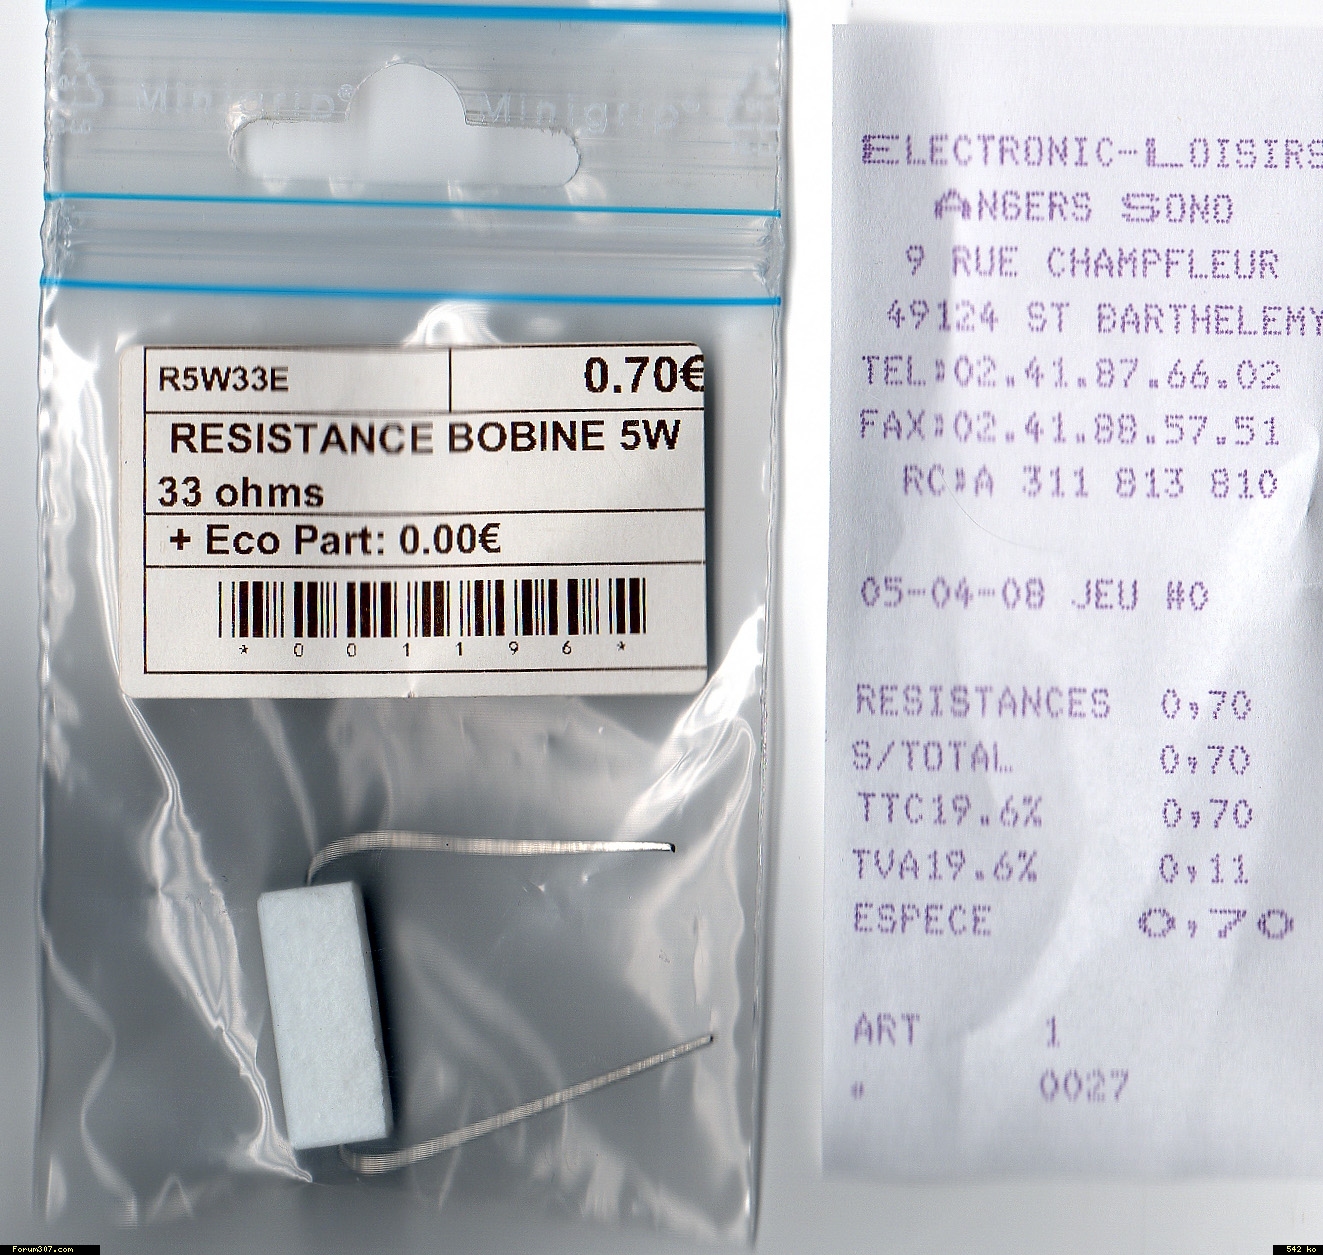 Minigrip® Minigrip®
R5W33E 0.70€
RESISTANCE BOBINE 5W
33 ohms
+ Eco Part: 0.00€
* 0 0 1 1 9 6 *
ELECTRONIC-LOISIRS
ANGERS SONO
9 RUE CHAMPFLEUR
49124 ST BARTHELEMY
TEL:02.41.87.66.02
FAX:02.41.88.57.51
RC:A 311 813 810
05-04-08 JEU #0
RESISTANCES 0,70
S/TOTAL 0,70
TTC19.6% 0,70
TVA19.6% 0,11
ESPECE 0,70
ART 1
0027
Forum307.com
542 ko